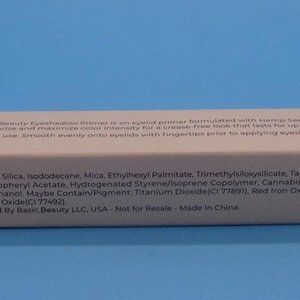 Beauty Eyeshadow Primer is an eyelid primer formulated with Hemp See
rize and maximize color intensity for a crease-free look that lasts for up
use. Smooth evenly onto eyelids with fingertips prior to applying eye
Silica, Isododecane, Mica, Ethylhexyl Palmitate, Trimethylsiloxysilicate, Ta
opheryl Acetate, Hydrogenated Styrene/Isoprene Copolymer, Cannabi
hanol. Maybe Contain/Pigment: Titanium Dioxide(CI 77891), Red Iron Ox
Oxide(CI 77492).
d By Basic Beauty LLC, USA - Not for Resale - Made In China.